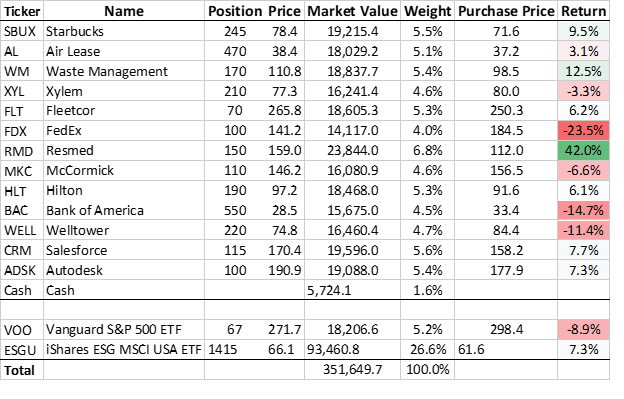 Ticker Name Position Price Market Value Weight Purchase Price Return
SBUX Starbucks 245 78.4 19,215.4 5.5% 71.6 9.5%
AL Air Lease 470 38.4 18,029.2 5.1% 37.2 3.1%
WM Waste Management 170 110.8 18,837.7 5.4% 98.5 12.5%
XYL Xylem 210 77.3 16,241.4 4.6% 80.0 -3.3%
FLT Fleetcor 70 265.8 18,605.3 5.3% 250.3 6.2%
FDX FedEx 100 141.2 14,117.0 4.0% 184.5 -23.5%
RMD Resmed 150 159.0 23,844.0 6.8% 112.0 42.0%
MKC McCormick 110 146.2 16,080.9 4.6% 156.5 -6.6%
HLT Hilton 190 97.2 18,468.0 5.3% 91.6 6.1%
BAC Bank of America 550 28.5 15,675.0 4.5% 33.4 -14.7%
WELL Welltower 220 74.8 16,460.4 4.7% 84.4 -11.4%
CRM Salesforce 115 170.4 19,596.0 5.6% 158.2 7.7%
ADSK Autodesk 100 190.9 19,088.0 5.4% 177.9 7.3%
Cash Cash 5,724.1 1.6%
VOO Vanguard S&P 500 ETF 67 271.7 18,206.6 5.2% 298.4 -8.9%
ESGU iShares ESG MSCI USA ETF 1415 66.1 93,460.8 26.6% 61.6 7.3%
Total 351,649.7 100.0%